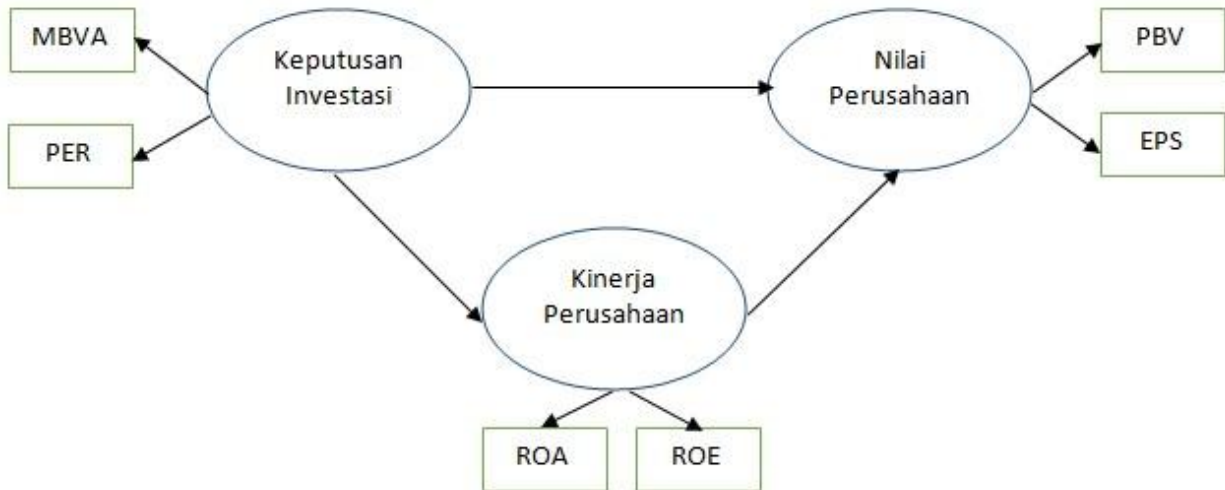 MBVA
PER
Keputusan
Investasi
Nilai
Perusahaan
PBV
EPS
Kinerja
Perusahaan
ROA
ROE